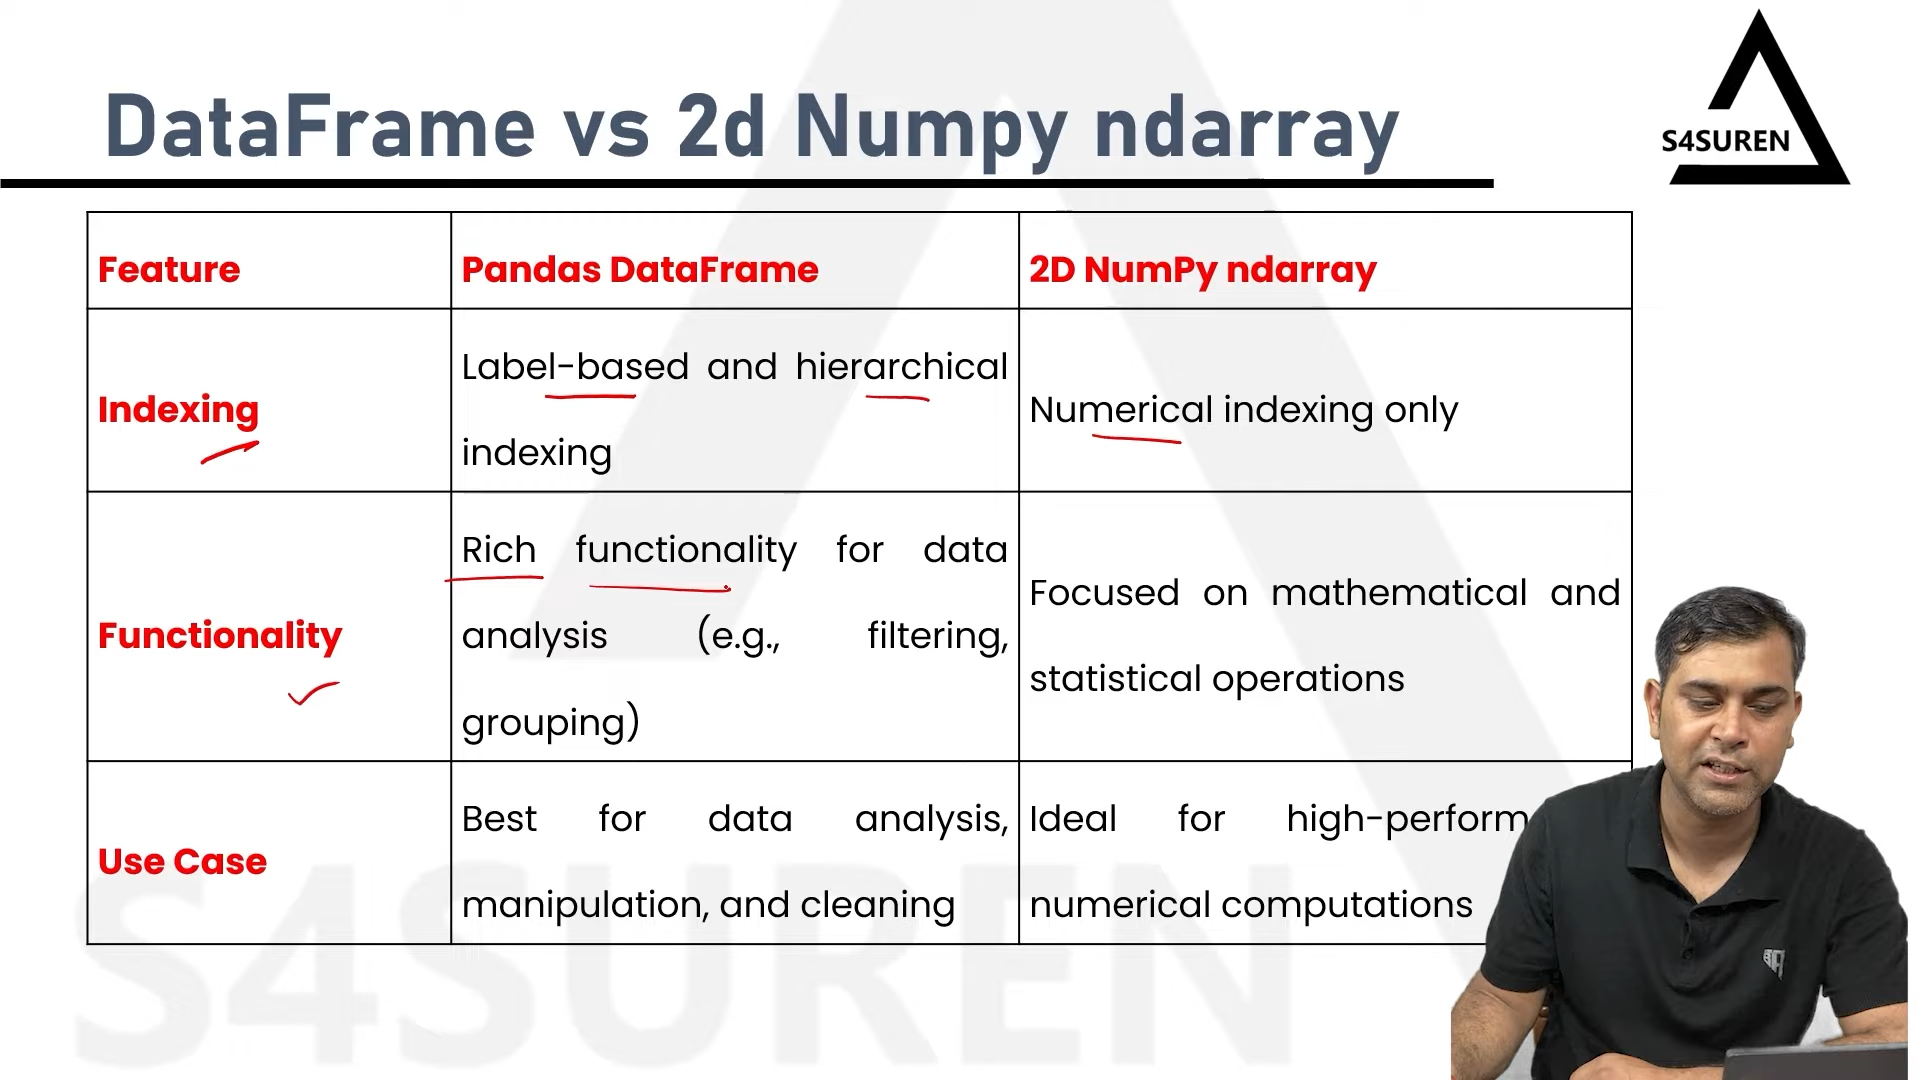 DataFrame vs 2d Numpy ndarray
S4SUREN
Feature
Pandas DataFrame
2D NumPy ndarray
Indexing
Label-based and hierarchical
indexing
Numerical indexing only
Functionality
Rich functionality for data
analysis (e.g., filtering,
grouping)
Focused on mathematical and
statistical operations
Use Case
Best for data analysis,
manipulation, and cleaning
Ideal for high-perform
numerical computations
S4SUREN